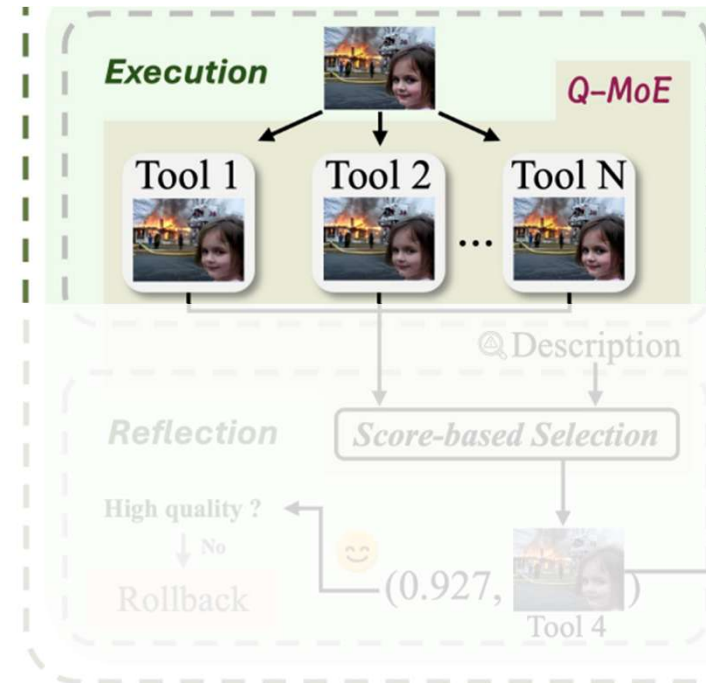 Execution
Q-MoE
Tool 1 Tool 2 Tool N
...
Description
Reflection
Score-based Selection
High quality ?
No
Rollback
(0.927, )
Tool 4